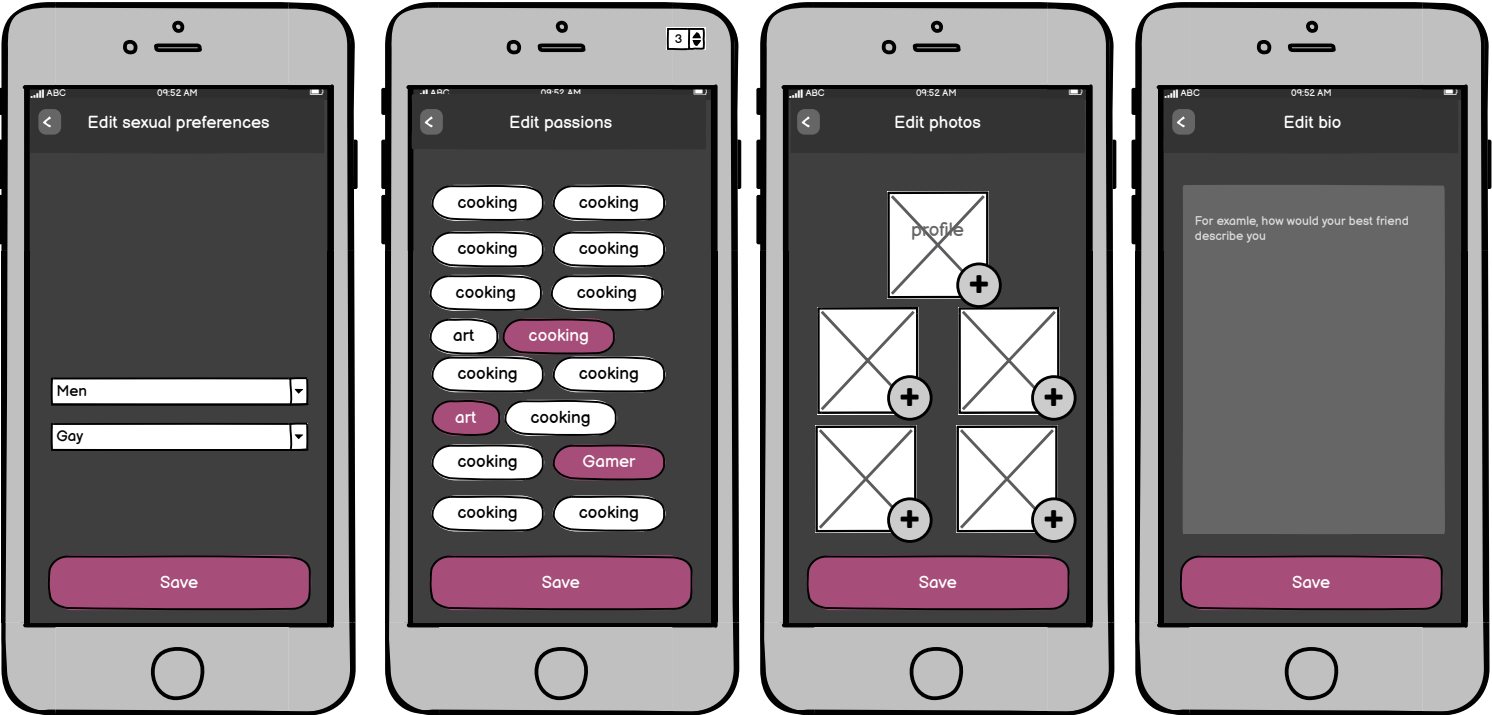 ABC 09:52 AM
Edit sexual preferences
Men
Gay
Save
3
ABC 09:52 AM
Edit passions
cooking cooking
cooking cooking
cooking cooking
art cooking
cooking cooking
art cooking
cooking Gamer
cooking cooking
Save
ABC 09:52 AM
Edit photos
profile
Save
ABC 09:52 AM
Edit bio
For examle, how would your best friend
describe you
Save